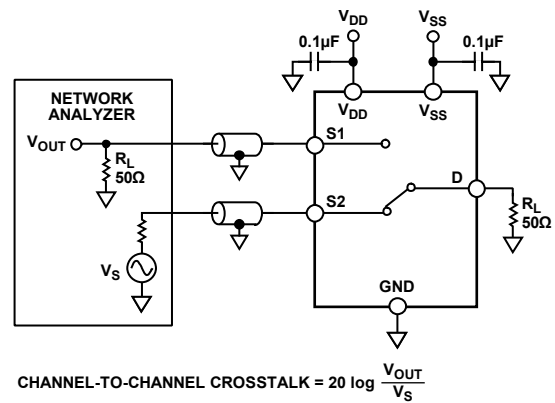 VDD
VSS
0.1µF
0.1µF
VDD
VSS
NETWORK
ANALYZER
VOUT
RL
50Ω
S1
S2
D
RL
50Ω
VS
GND
CHANNEL-TO-CHANNEL CROSSTALK = 20 log VOUT
VS